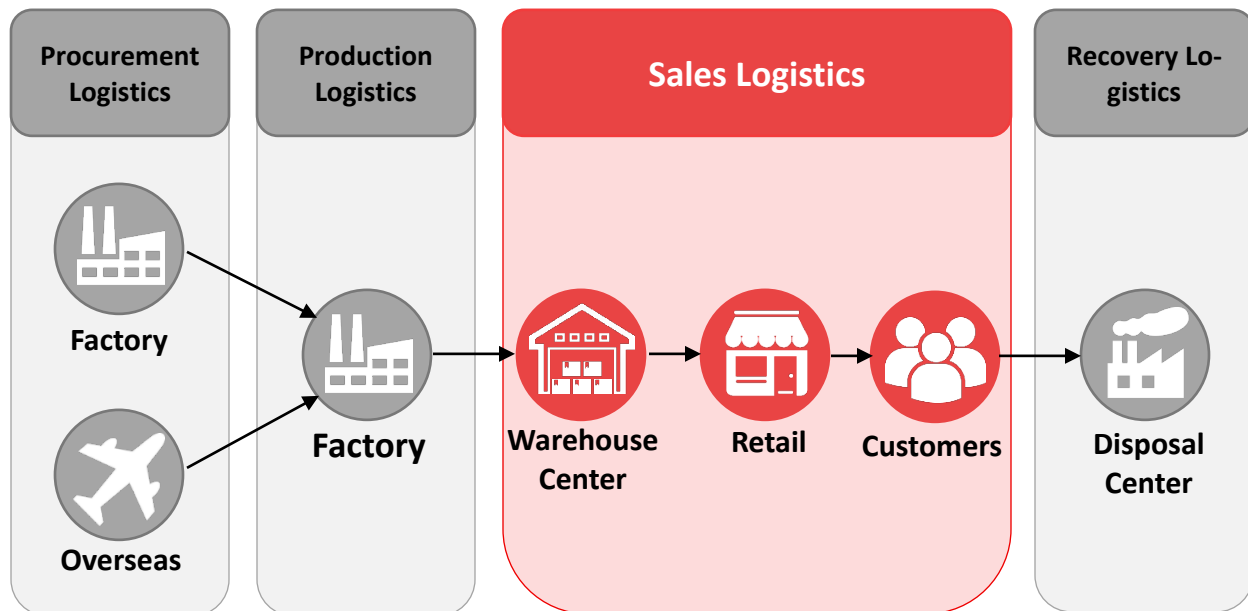 Procurement
Logistics
Production
Logistics
Sales Logistics
Recovery Lo-
gistics
Factory
Overseas
Factory
Warehouse
Center
Retail
Customers
Disposal
Center